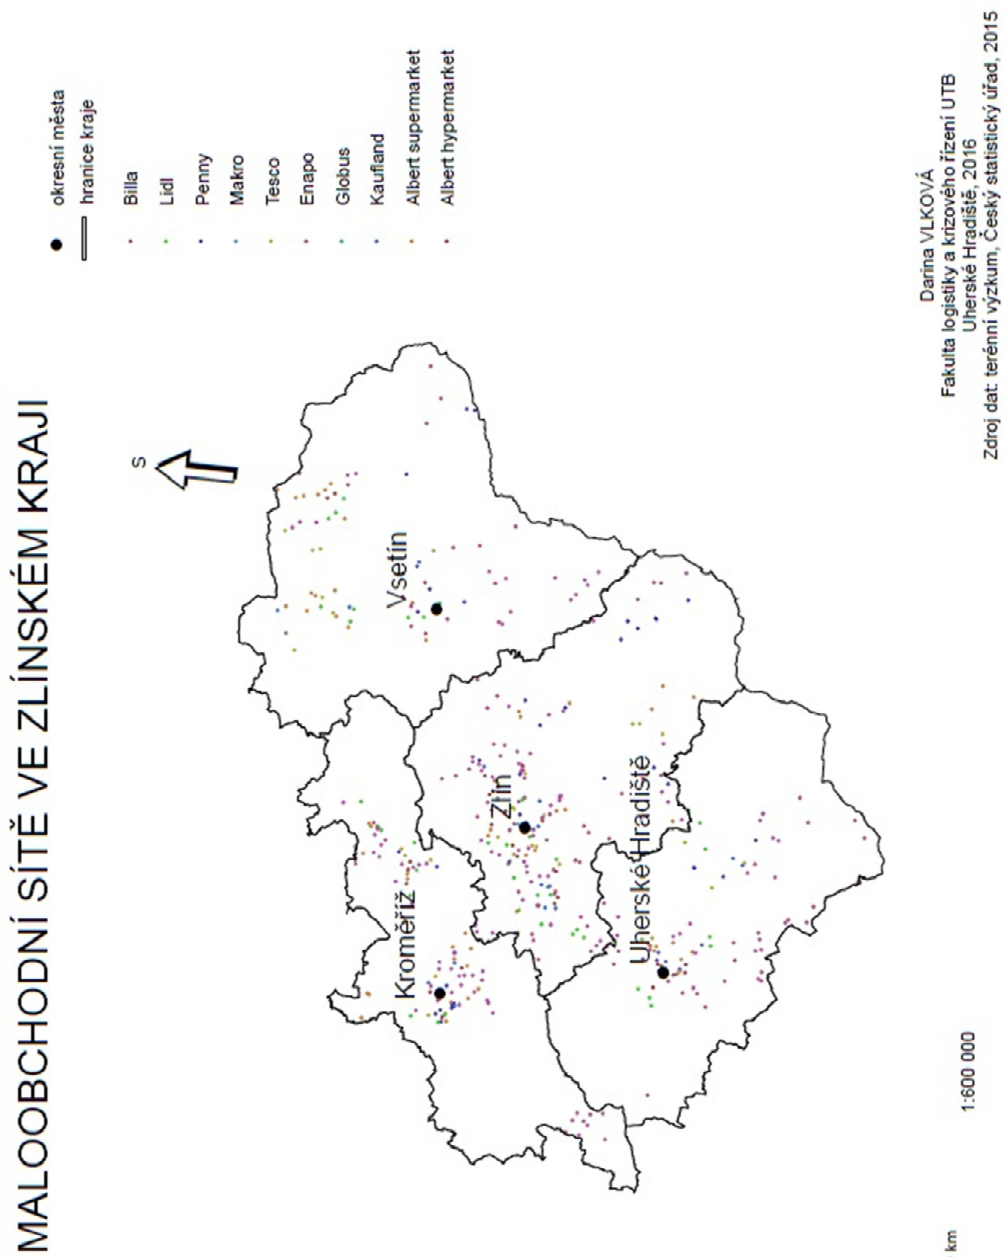 MALOOBCHODNÍ SÍTĚ VE ZLÍNSKÉM KRAJI
S
okresní města
hranice kraje
Billa
Lidl
Penny
Makro
Tesco
Enapo
Globus
Kaufland
Albert supermarket
Albert hypermarket
Vsetín
Kroměříž
Zlín
Uherské Hradiště
km
1:600 000
Darina VLKOVÁ
Fakulta logistiky a krizového řízení UTB
Uherské Hradiště, 2016
Zdroj dat: terénní výzkum, Český statistický úřad, 2015